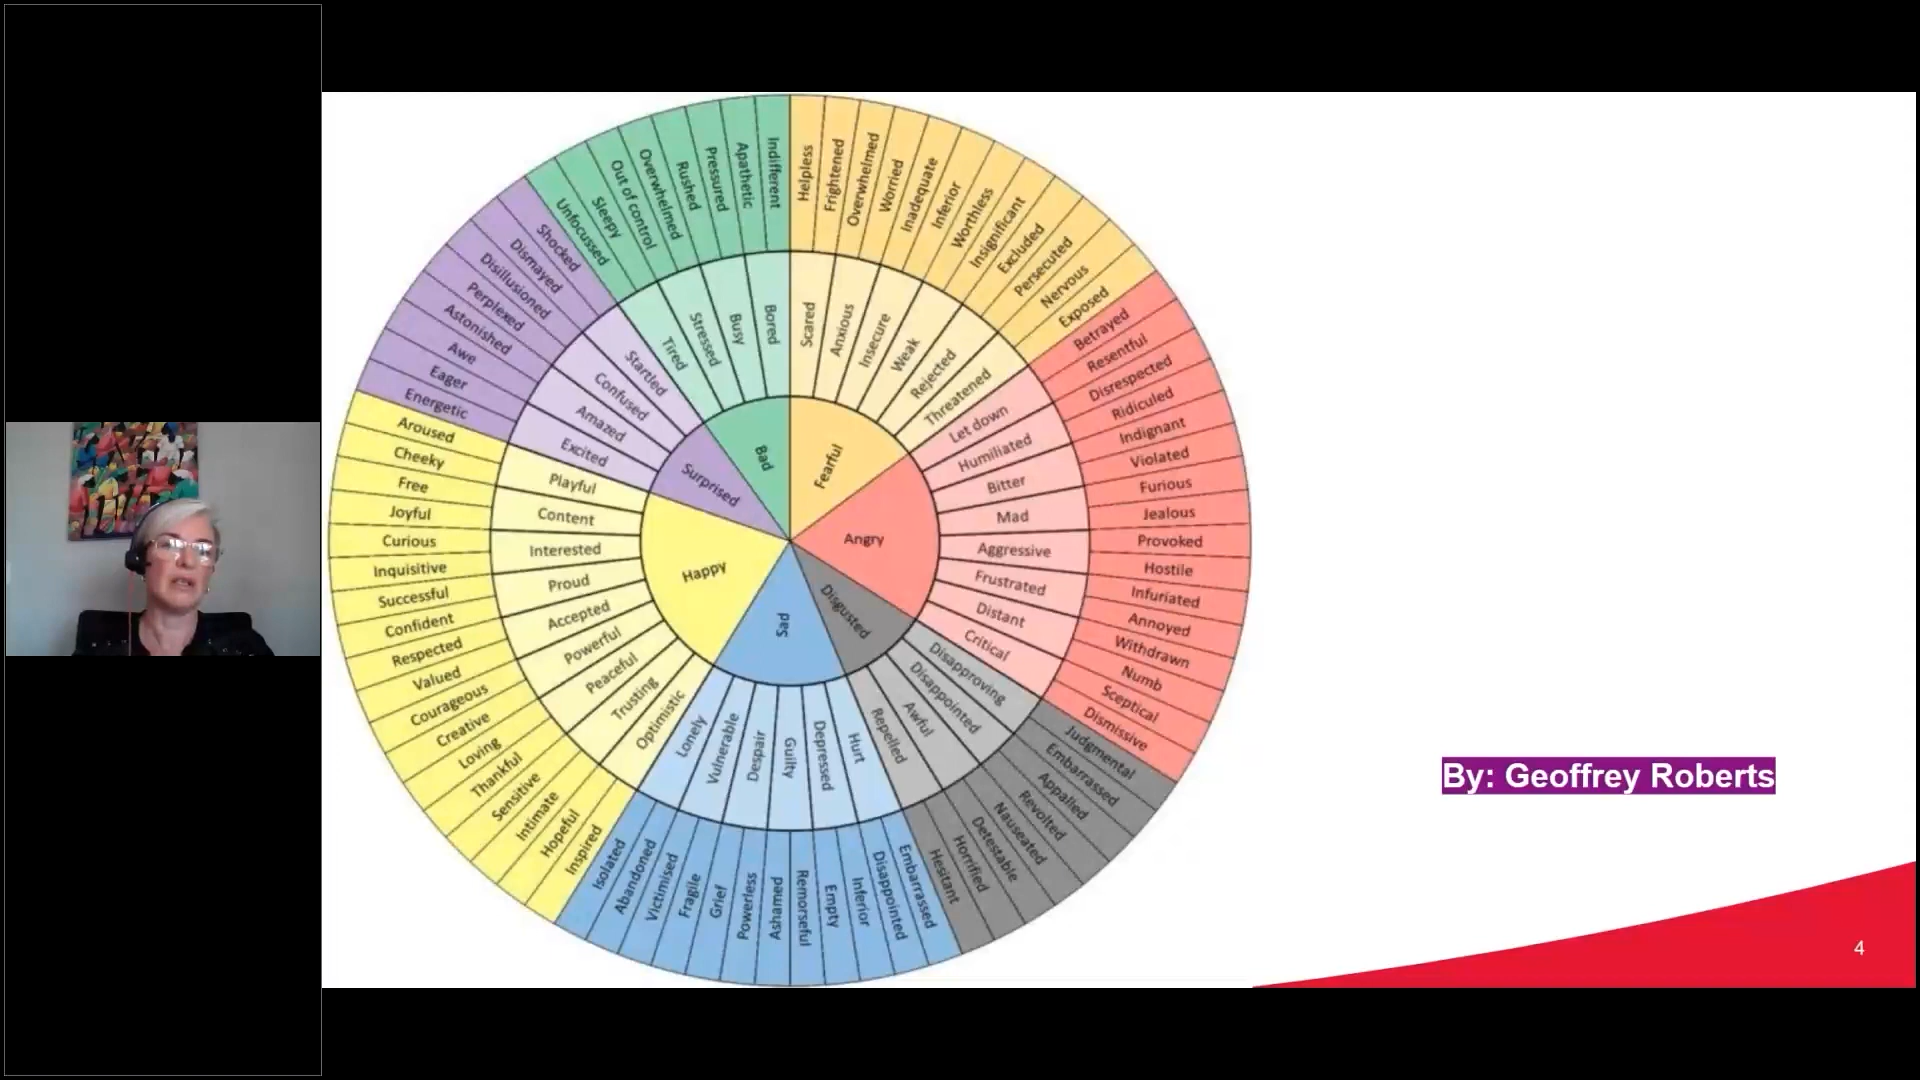 Bad
Fearful
Angry
Disgusted
Sad
Happy
Surprised
Tired
Stressed
Busy
Bored
Scared
Anxious
Insecure
Weak
Rejected
Threatened
Let down
Humiliated
Bitter
Mad
Aggressive
Frustrated
Distant
Critical
Disapproving
Disappointed
Awful
Repelled
Hurt
Depressed
Guilty
Despair
Vulnerable
Lonely
Optimistic
Trusting
Peaceful
Powerful
Accepted
Proud
Interested
Content
Playful
Excited
Amazed
Confused
Startled
Unfocussed
Sleepy
Out of control
Overwhelmed
Rushed
Pressured
Apathetic
Indifferent
Helpless
Frightened
Overwhelmed
Worried
Inadequate
Inferior
Worthless
Insignificant
Excluded
Persecuted
Nervous
Exposed
Betrayed
Resentful
Disrespected
Ridiculed
Indignant
Violated
Furious
Jealous
Provoked
Hostile
Infuriated
Annoyed
Withdrawn
Numb
Sceptical
Dismissive
Judgmental
Embarrassed
Appalled
Revolted
Nauseated
Detestable
Horrified
Hesitant
Embarrassed
Disappointed
Inferior
Empty
Remorseful
Ashamed
Powerless
Grief
Fragile
Victimised
Abandoned
Isolated
Inspired
Hopeful
Intimate
Sensitive
Thankful
Loving
Creative
Courageous
Valued
Respected
Confident
Successful
Inquisitive
Curious
Joyful
Free
Cheeky
Aroused
Energetic
Eager
Awe
Astonished
Perplexed
Disillusioned
Dismayed
Shocked
By: Geoffrey Roberts
4